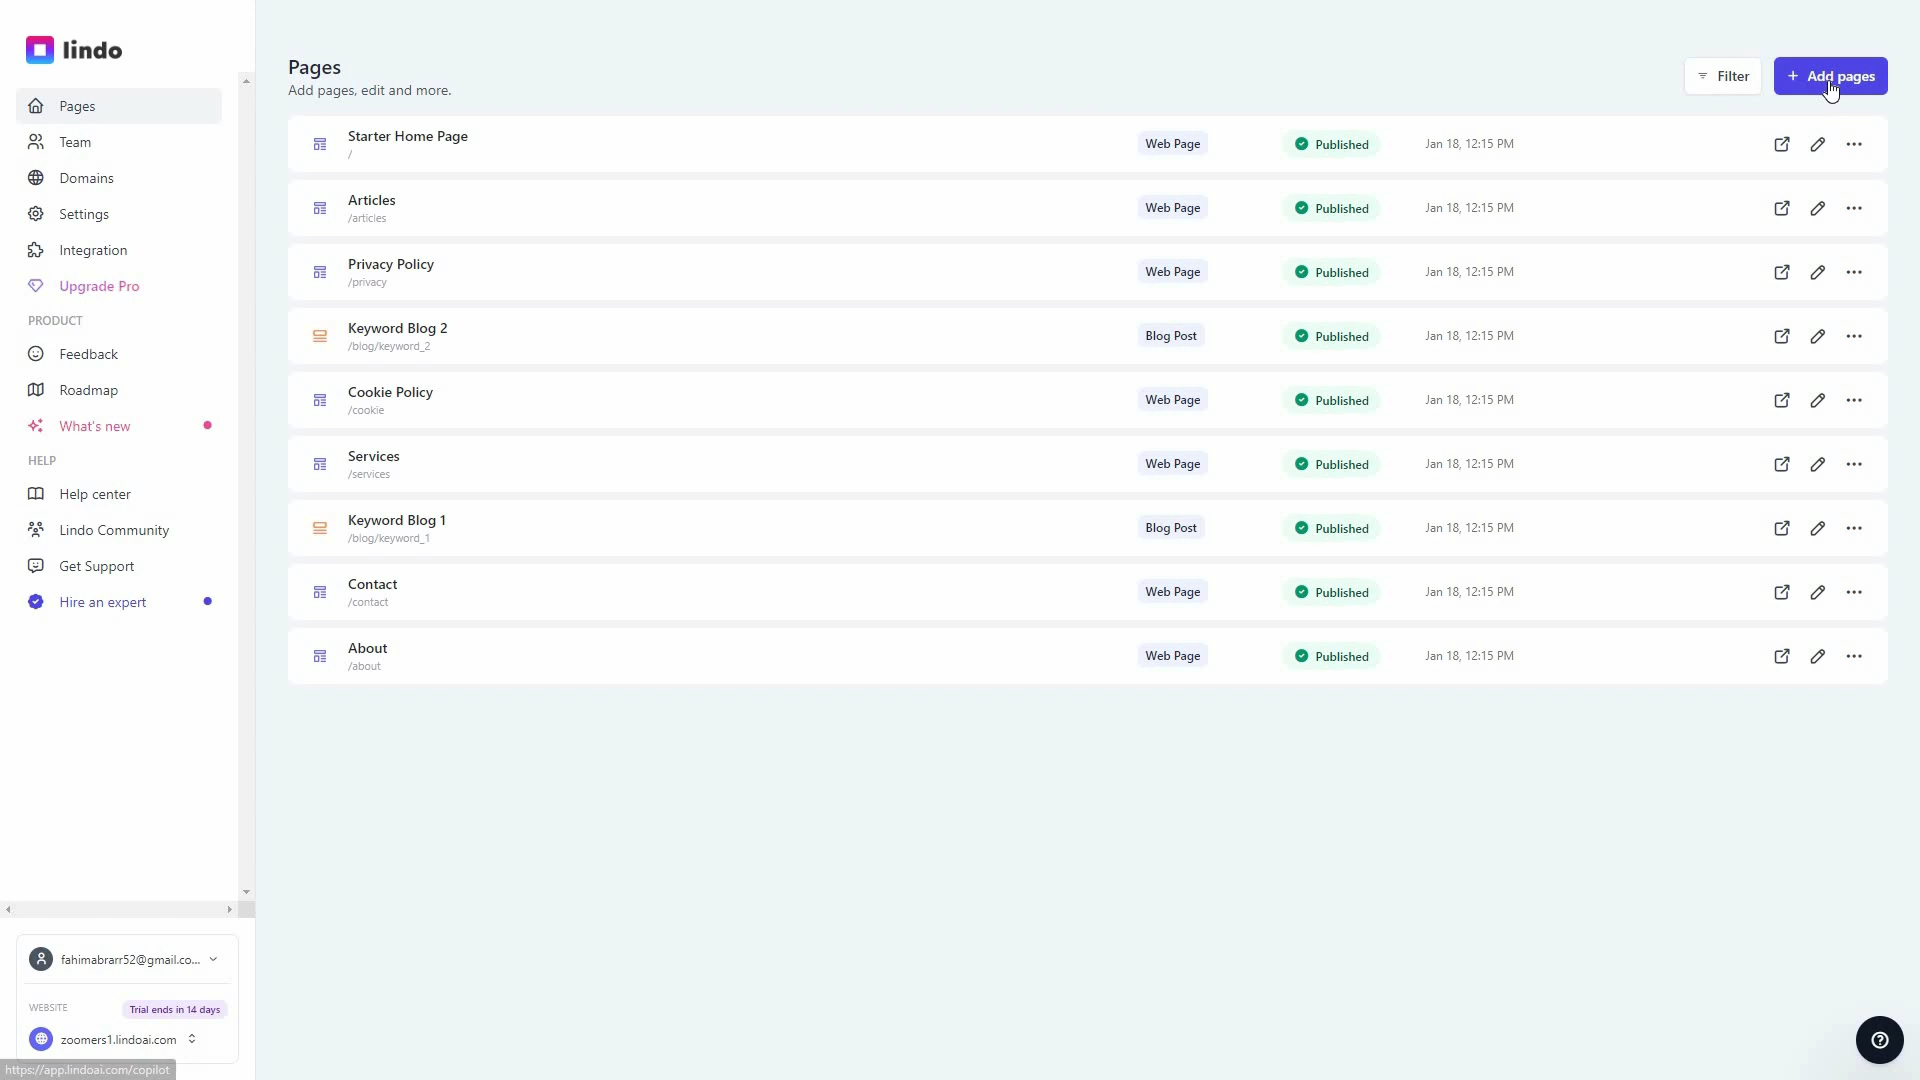 lindo
Pages
Team
Domains
Settings
Integration
Upgrade Pro
PRODUCT
Feedback
Roadmap
What's new
HELP
Help center
Lindo Community
Get Support
Hire an expert
fahimabrarr52@gmail.co...
WEBSITE
Trial ends in 14 days
zoomers1.lindoai.com
https://app.lindoai.com/copilot
Pages
Add pages, edit and more.
Filter
+ Add pages
Starter Home Page
/
Web Page
Published
Jan 18, 12:15 PM
Articles
/articles
Web Page
Published
Jan 18, 12:15 PM
Privacy Policy
/privacy
Web Page
Published
Jan 18, 12:15 PM
Keyword Blog 2
/blog/keyword_2
Blog Post
Published
Jan 18, 12:15 PM
Cookie Policy
/cookie
Web Page
Published
Jan 18, 12:15 PM
Services
/services
Web Page
Published
Jan 18, 12:15 PM
Keyword Blog 1
/blog/keyword_1
Blog Post
Published
Jan 18, 12:15 PM
Contact
/contact
Web Page
Published
Jan 18, 12:15 PM
About
/about
Web Page
Published
Jan 18, 12:15 PM